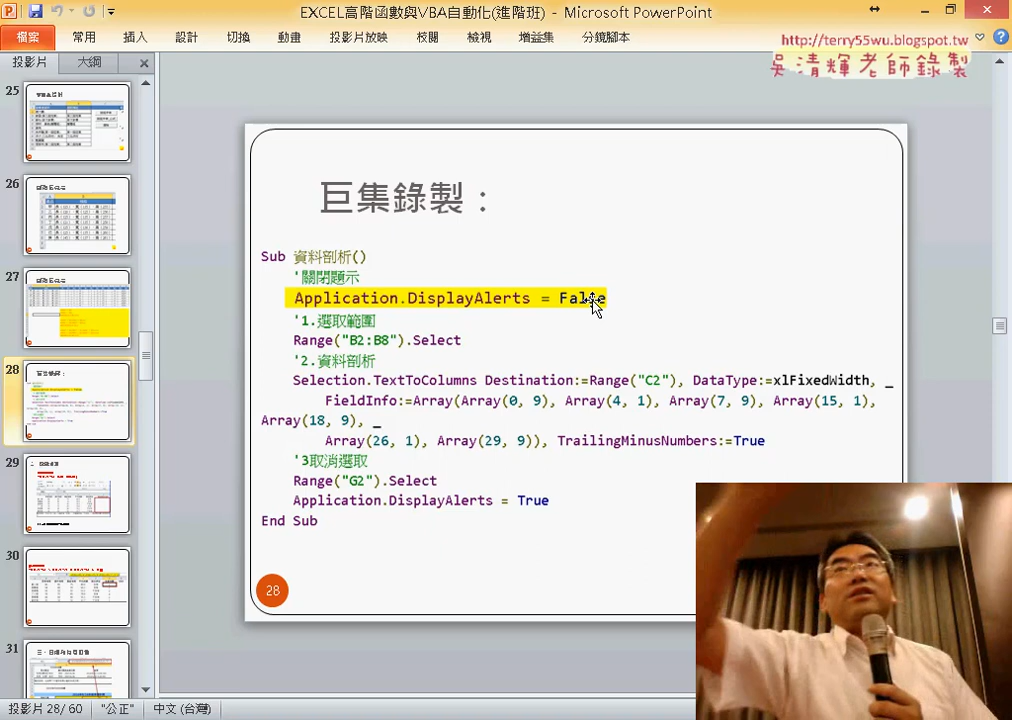 EXCEL高階函數與VBA自動化(進階班) - Microsoft PowerPoint
檔案 常用 插入 設計 切換 動畫 投影片放映 校閱 檢視 增益集 分鏡腳本
http://terry55wu.blogspot.tw
吳清輝老師錄製
投影片 大綱
25
26
27
28
29
30
31
巨集錄製：
Sub 資料剖析()
'關閉題示
Application.DisplayAlerts = False
'1.選取範圍
Range("B2:B8").Select
'2.資料剖析
Selection.TextToColumns Destination:=Range("C2"), DataType:=xlFixedWidth, _
FieldInfo:=Array(Array(0, 9), Array(4, 1), Array(7, 9), Array(15, 1),
Array(18, 9), _
Array(26, 1), Array(29, 9)), TrailingMinusNumbers:=True
'3取消選取
Range("G2").Select
Application.DisplayAlerts = True
End Sub
28
投影片 28/60 "公正" 中文 (台灣)